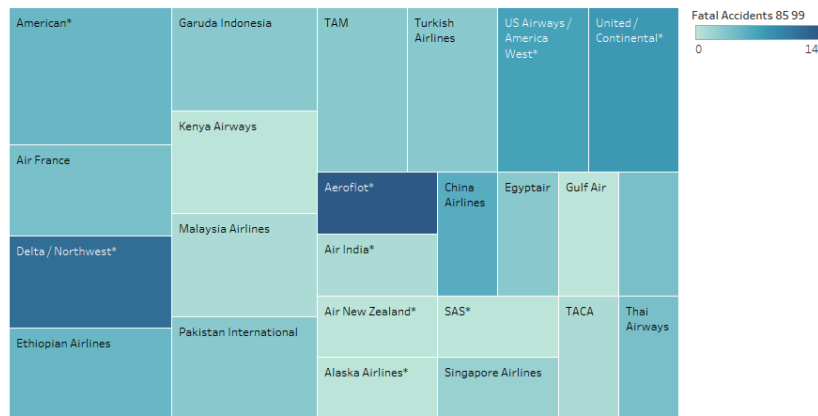 American*
Garuda Indonesia
TAM
Turkish
Airlines
US Airways /
America
West*
United /
Continental*
Fatal Accidents 85 99
0
14
Kenya Airways
Air France
Aeroflot*
China
Airlines
Egyptair
Gulf Air
Malaysia Airlines
Delta / Northwest*
Air India*
Air New Zealand*
SAS*
TACA
Thai
Airways
Pakistan International
Ethiopian Airlines
Alaska Airlines*
Singapore Airlines